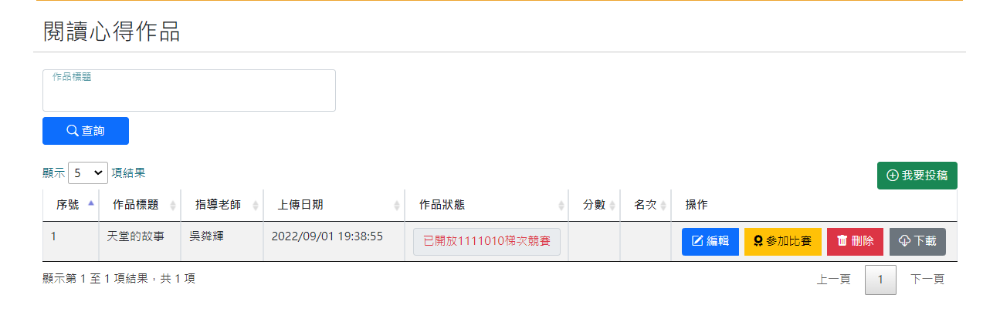 閱讀心得作品
作品標題
查詢
顯示 5 項結果
我要投稿
序號 作品標題 指導老師 上傳日期 作品狀態 分數 名次 操作
1 天堂的故事 吳粦輝 2022/09/01 19:38:55 已開放1111010梯次競賽 編輯 參加比賽 刪除 下載
顯示第 1 至 1 項結果，共 1 項
上一頁 1 下一頁